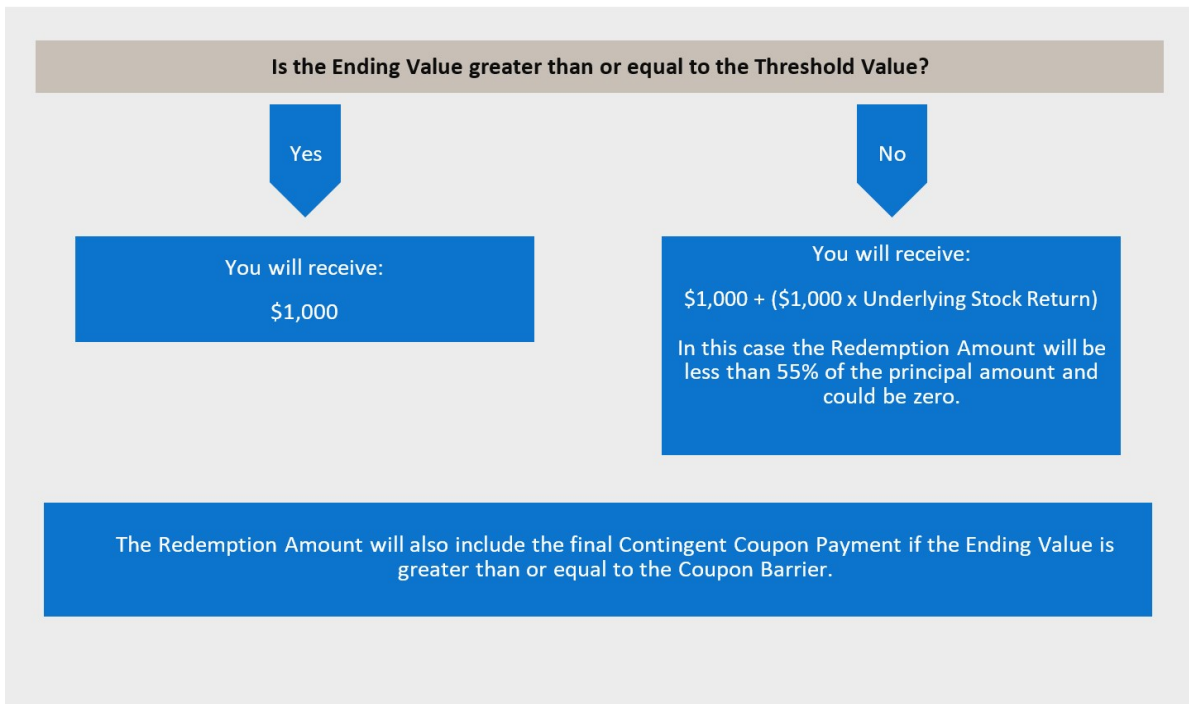 Is the Ending Value greater than or equal to the Threshold Value?
Yes
No
You will receive:
$1,000
You will receive:
$1,000 + ($1,000 x Underlying Stock Return)
In this case the Redemption Amount will be
less than 55% of the principal amount and
could be zero.
The Redemption Amount will also include the final Contingent Coupon Payment if the Ending Value is
greater than or equal to the Coupon Barrier.